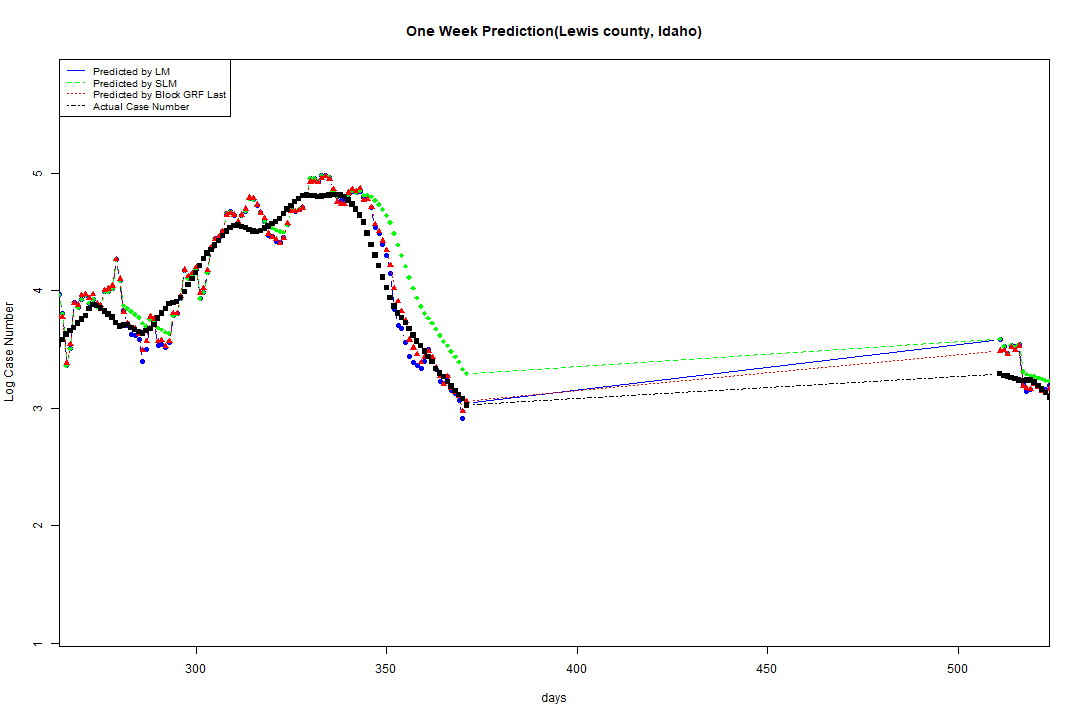 One Week Prediction(Lewis county, Idaho)
Predicted by LM
Predicted by SLM
Predicted by Block GRF Last
Actual Case Number
Log Case Number
5
4
3
2
1
300
350
400
450
500
days